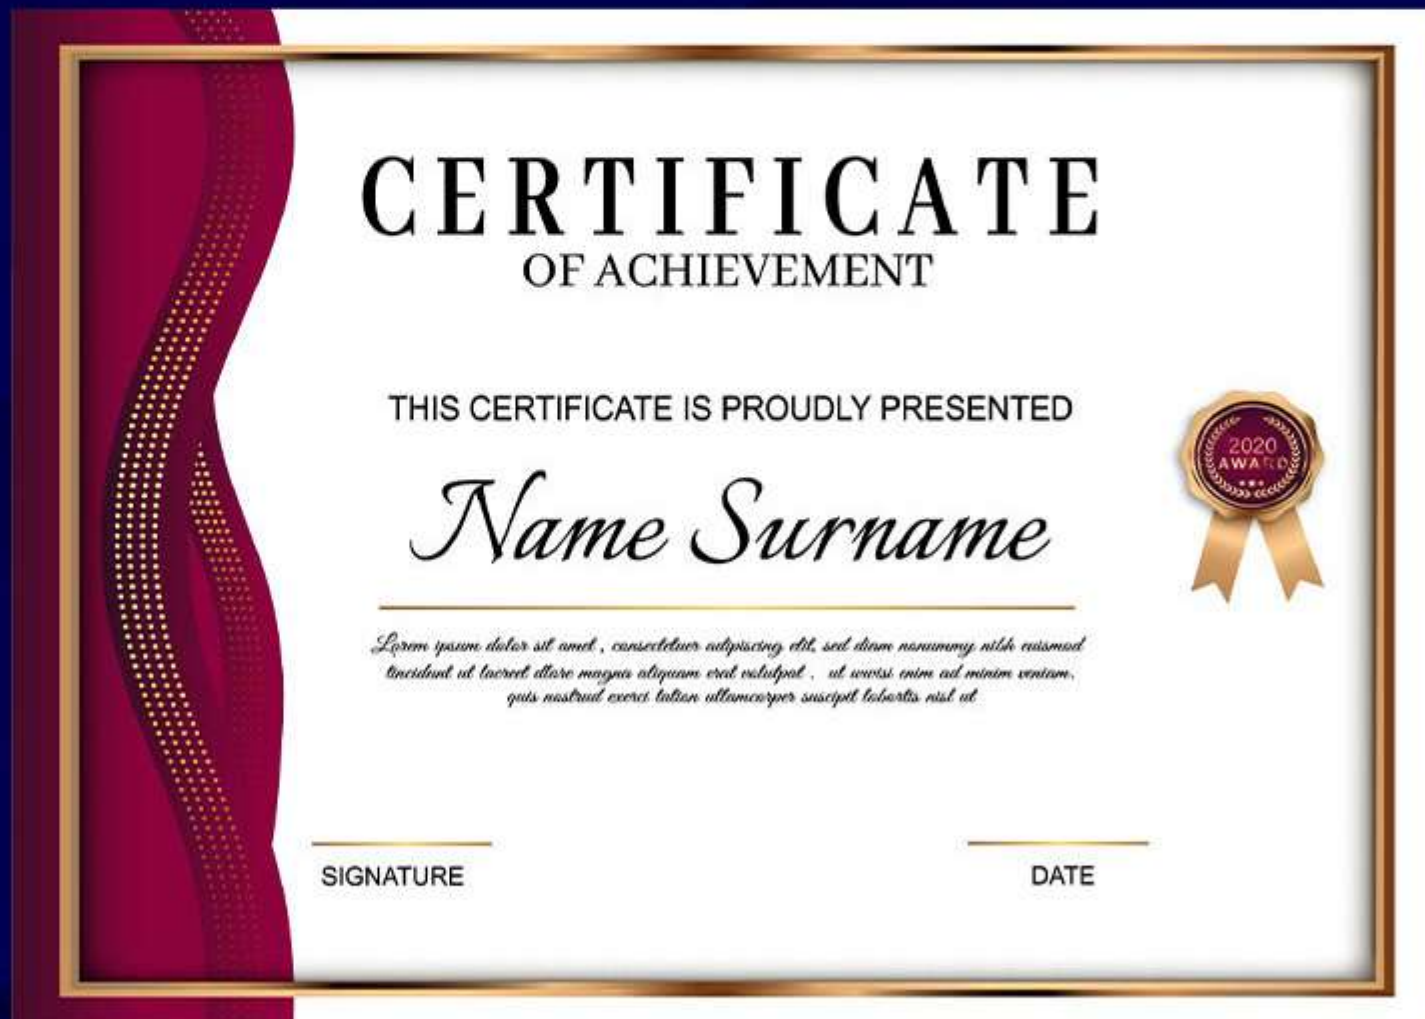 CERTIFICATE
OF ACHIEVEMENT
THIS CERTIFICATE IS PROUDLY PRESENTED
2020
AWARD
Name Surname
Lorem ipsum dolor sit amet , consectetuer adipiscing elit, sed diam nonummy nibh euismod
tincidunt ut laoreet dlore magna aliquam erat volutpat , ut wwisi enim ad minim veniam,
quis nostrud exerci tation ullamcorper suscipit lobortis nisl ut
SIGNATURE
DATE